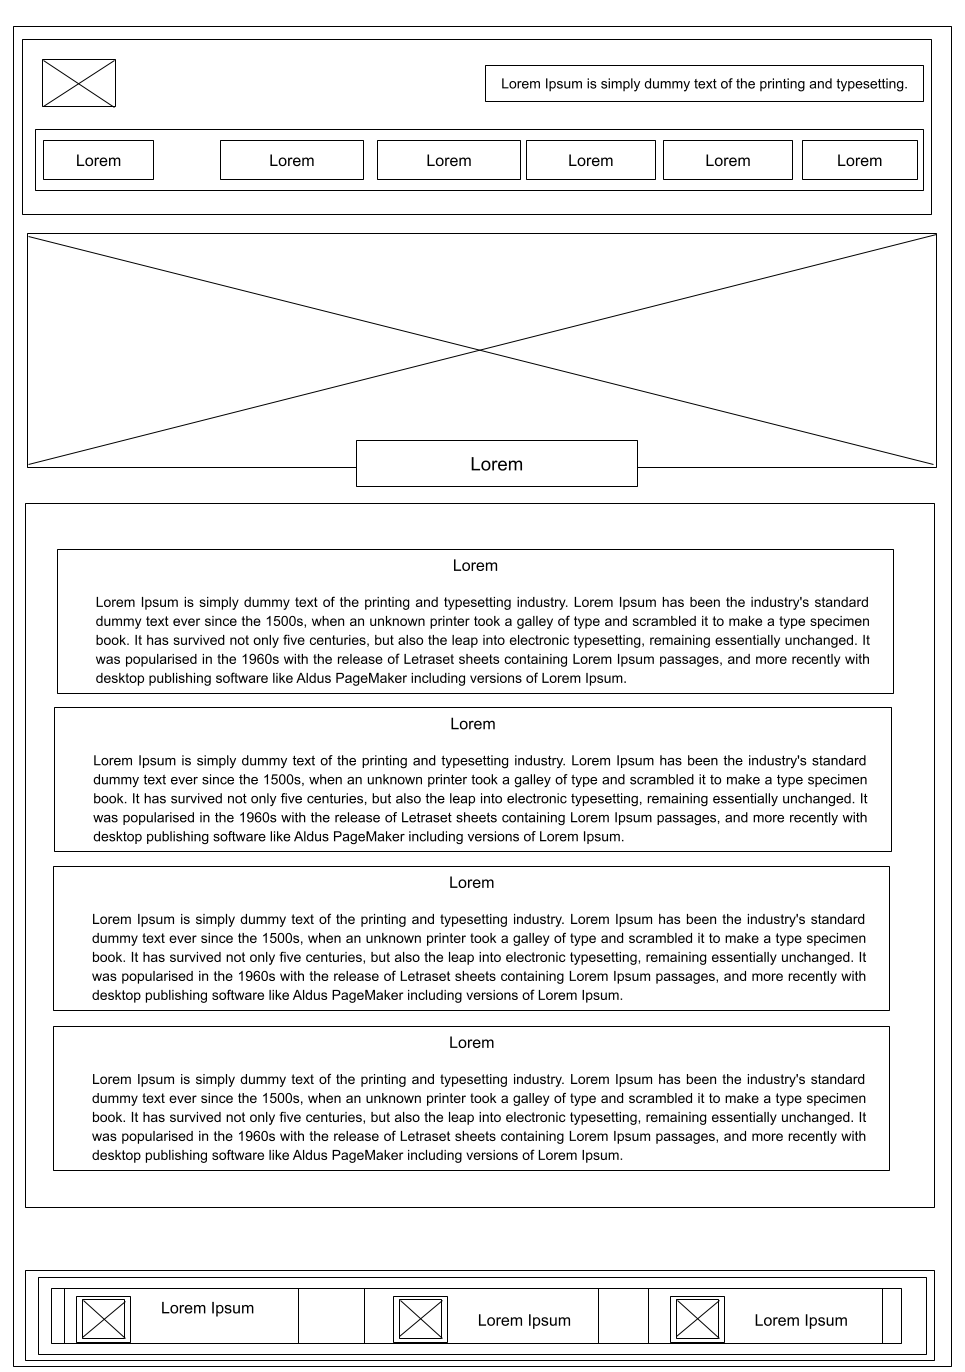 Lorem Ipsum is simply dummy text of the printing and typesetting.
Lorem
Lorem
Lorem
Lorem
Lorem
Lorem
Lorem
Lorem
Lorem Ipsum is simply dummy text of the printing and typesetting industry. Lorem Ipsum has been the industry's standard
dummy text ever since the 1500s, when an unknown printer took a galley of type and scrambled it to make a type specimen
book. It has survived not only five centuries, but also the leap into electronic typesetting, remaining essentially unchanged. It
was popularised in the 1960s with the release of Letraset sheets containing Lorem Ipsum passages, and more recently with
desktop publishing software like Aldus PageMaker including versions of Lorem Ipsum.
Lorem
Lorem Ipsum is simply dummy text of the printing and typesetting industry. Lorem Ipsum has been the industry's standard
dummy text ever since the 1500s, when an unknown printer took a galley of type and scrambled it to make a type specimen
book. It has survived not only five centuries, but also the leap into electronic typesetting, remaining essentially unchanged. It
was popularised in the 1960s with the release of Letraset sheets containing Lorem Ipsum passages, and more recently with
desktop publishing software like Aldus PageMaker including versions of Lorem Ipsum.
Lorem
Lorem Ipsum is simply dummy text of the printing and typesetting industry. Lorem Ipsum has been the industry's standard
dummy text ever since the 1500s, when an unknown printer took a galley of type and scrambled it to make a type specimen
book. It has survived not only five centuries, but also the leap into electronic typesetting, remaining essentially unchanged. It
was popularised in the 1960s with the release of Letraset sheets containing Lorem Ipsum passages, and more recently with
desktop publishing software like Aldus PageMaker including versions of Lorem Ipsum.
Lorem
Lorem Ipsum is simply dummy text of the printing and typesetting industry. Lorem Ipsum has been the industry's standard
dummy text ever since the 1500s, when an unknown printer took a galley of type and scrambled it to make a type specimen
book. It has survived not only five centuries, but also the leap into electronic typesetting, remaining essentially unchanged. It
was popularised in the 1960s with the release of Letraset sheets containing Lorem Ipsum passages, and more recently with
desktop publishing software like Aldus PageMaker including versions of Lorem Ipsum.
Lorem Ipsum
Lorem Ipsum
Lorem Ipsum